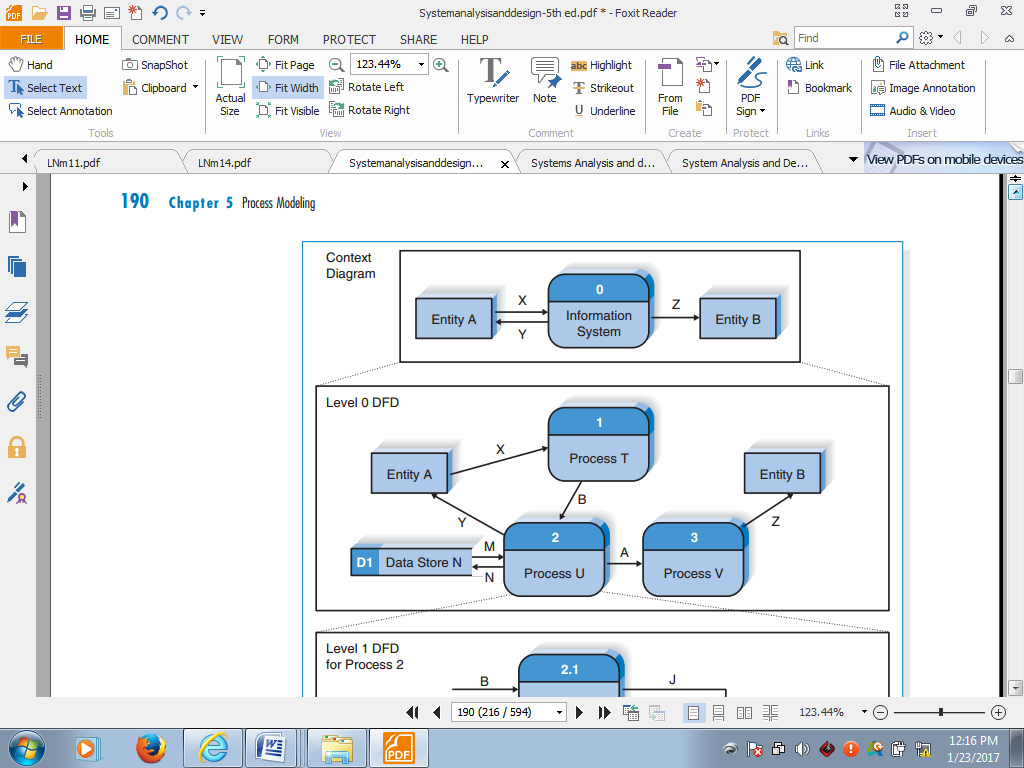 Systemanalysisanddesign-5th ed.pdf * - Foxit Reader
FILE HOME COMMENT VIEW FORM PROTECT SHARE HELP Find
Hand SnapShot Fit Page 123.44% Highlight Link File Attachment
Select Text Clipboard Fit Width Rotate Left Strikeout Bookmark Image Annotation
Select Annotation Actual Size Fit Visible Rotate Right Typewriter Note Underline From File PDF Sign Audio & Video
Tools View Comment Create Protect Links Insert
LNm11.pdf LNm14.pdf Systemanalysisanddesign... x Systems Analysis and d... System Analysis and De... View PDFs on mobile devices
190 Chapter 5 Process Modeling
Context
Diagram
Entity A
X
Y
0
Information
System
Z
Entity B
Level 0 DFD
1
Process T
Entity A
X
Entity B
B
Y
Z
D1 Data Store N
M
N
2
Process U
A
3
Process V
Level 1 DFD
for Process 2
B
2.1
J
190 (216 / 594) 123.44%
PDF
12:16 PM
1/23/2017